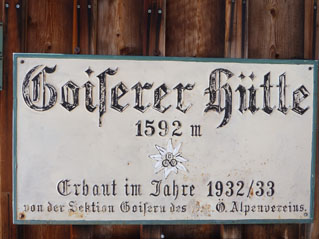 Goiserer Hütte
1592 m
Erbaut im Jahre 1932/33
von der Sektion Goisern des Ö. Alpenvereins.